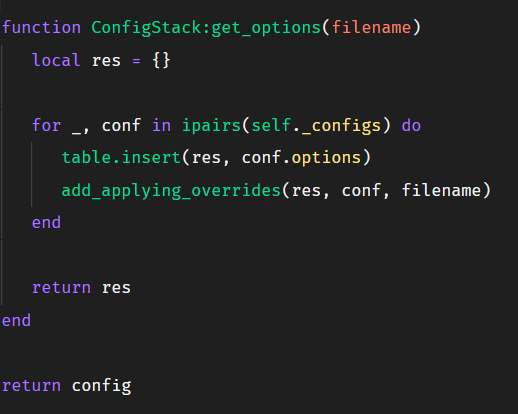 function ConfigStack:get_options(filename)
local res = {}
for _, conf in ipairs(self._configs) do
table.insert(res, conf.options)
add_applying_overrides(res, conf, filename)
end
return res
end
return config